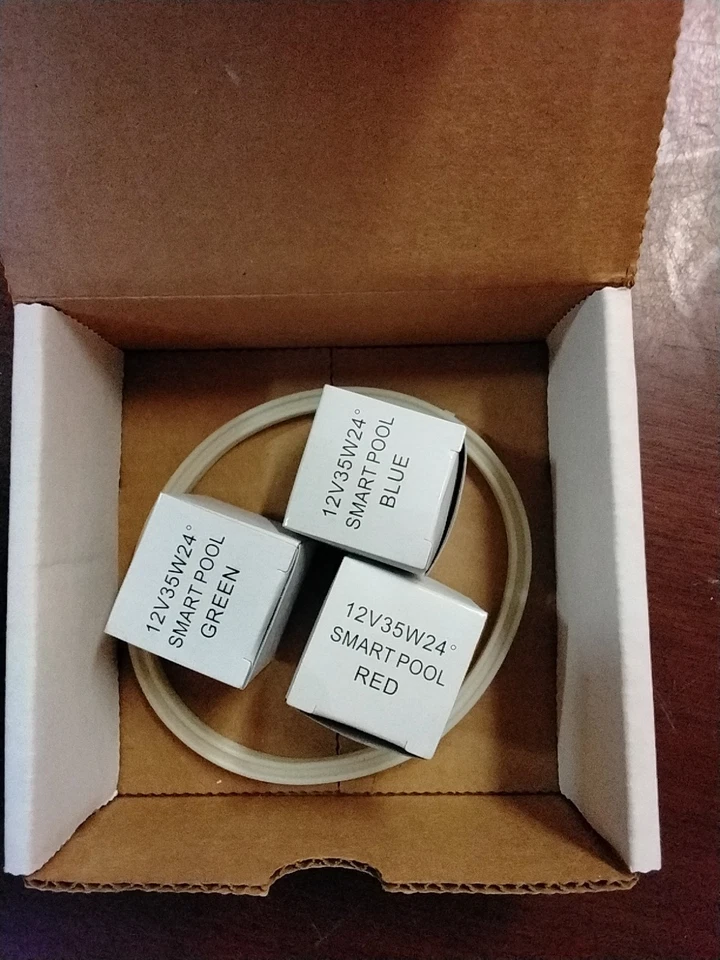 12V35W24°
SMART POOL
BLUE
12V35W24°
SMART POOL
GREEN
12V35W24°
SMART POOL
RED